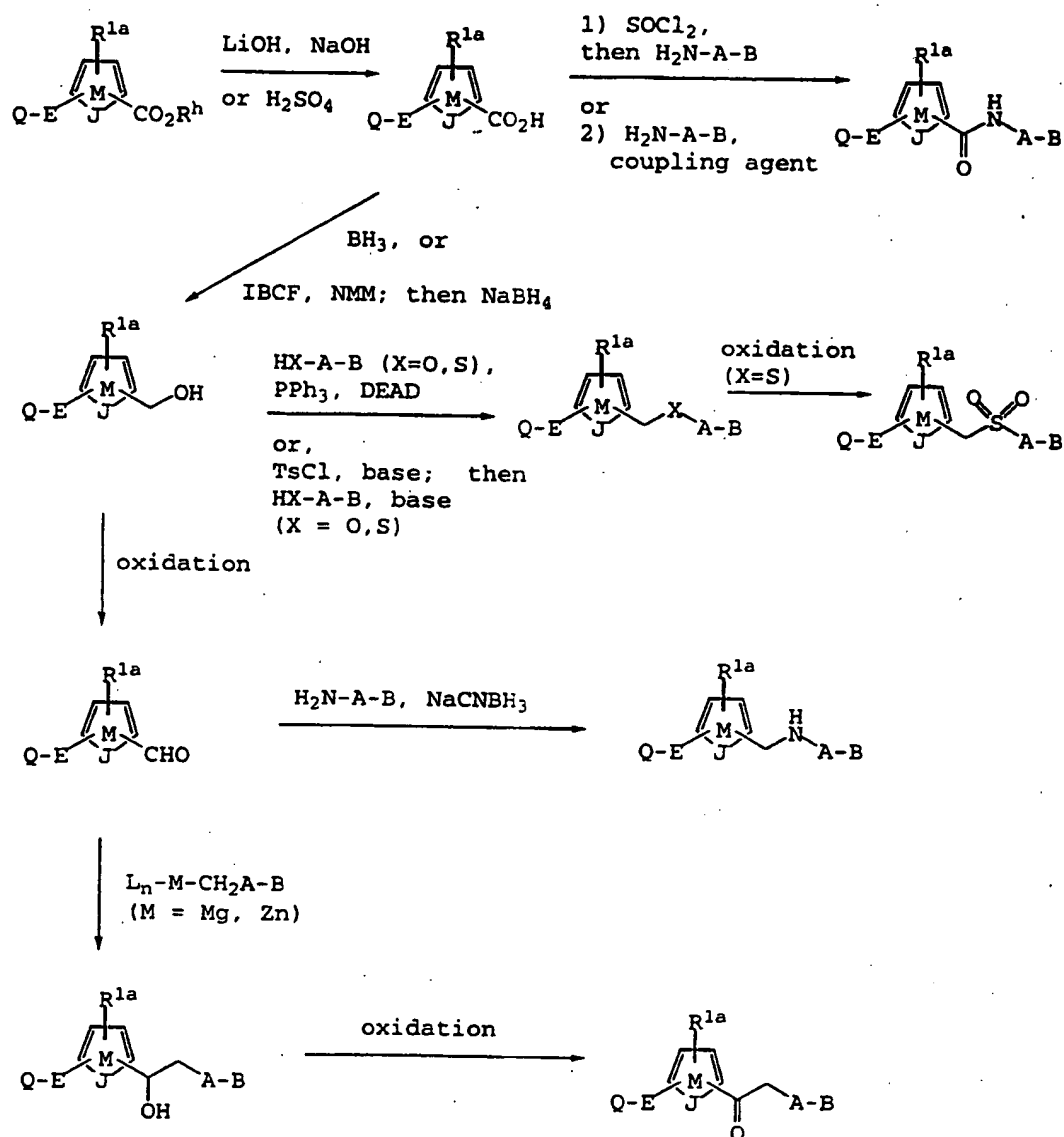 R1a
M
Q-E
J
CO2Rh
LiOH, NaOH
or H2SO4
R1a
M
Q-E
J
CO2H
1) SOCl2,
then H2N-A-B
or
2) H2N-A-B,
coupling agent
R1a
M
Q-E
J
O
H
N
A-B
BH3, or
IBCF, NMM; then NaBH4
R1a
M
Q-E
J
OH
HX-A-B (X=O,S),
PPh3, DEAD
or,
TsCl, base; then
HX-A-B, base
(X = O,S)
R1a
M
Q-E
J
X
A-B
oxidation
(X=S)
R1a
M
Q-E
J
O
O
S
A-B
oxidation
R1a
M
Q-E
J
CHO
H2N-A-B, NaCNBH3
R1a
M
Q-E
J
H
N
A-B
Ln-M-CH2A-B
(M = Mg, Zn)
R1a
M
Q-E
J
OH
A-B
oxidation
R1a
M
Q-E
J
O
A-B